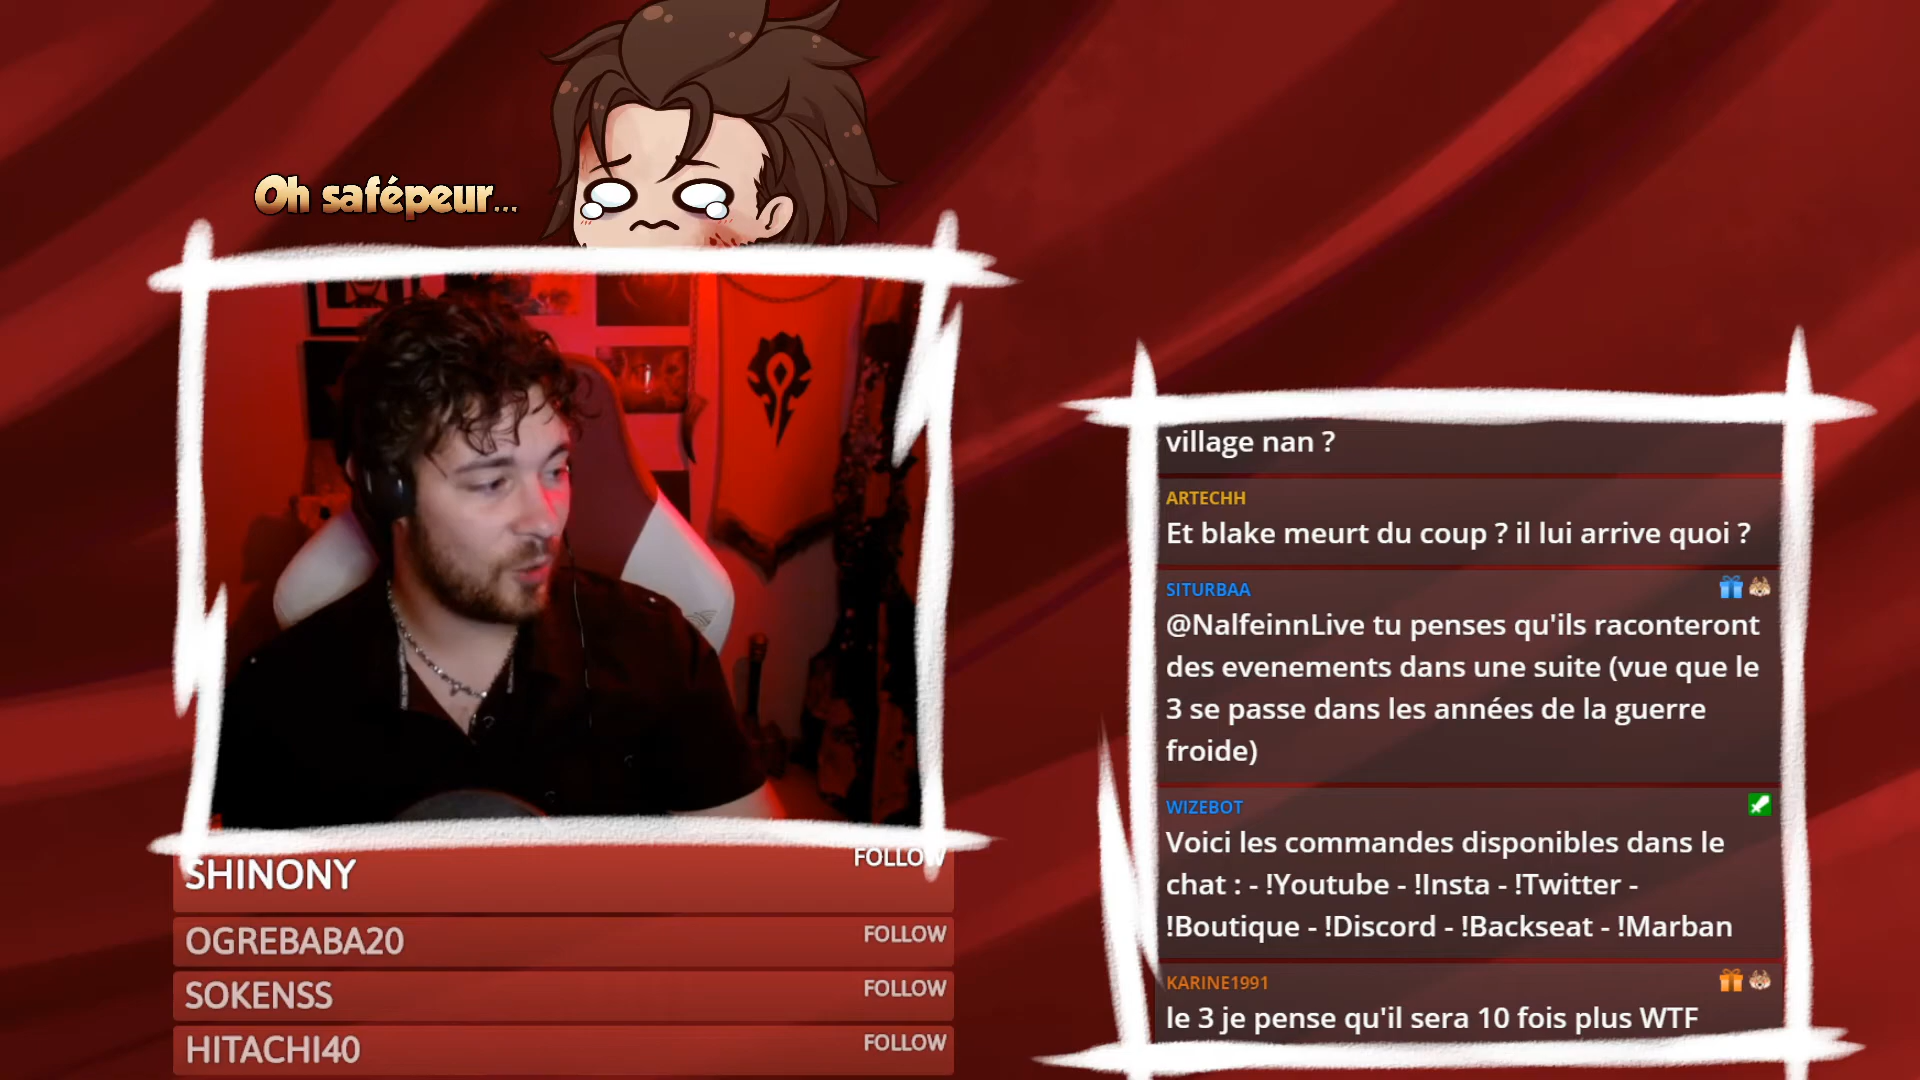 Oh safépeur...
SHINONY
FOLLOW
OGREBABA20
FOLLOW
SOKENSS
FOLLOW
HITACHI40
FOLLOW
village nan ?
ARTECHH
Et blake meurt du coup ? il lui arrive quoi ?
SITURBAA
@NalfeinnLive tu penses qu'ils raconteront
des evenements dans une suite (vue que le
3 se passe dans les années de la guerre
froide)
WIZEBOT
Voici les commandes disponibles dans le
chat : - !Youtube - !Insta - !Twitter -
!Boutique - !Discord - !Backseat - !Marban
KARINE1991
le 3 je pense qu'il sera 10 fois plus WTF